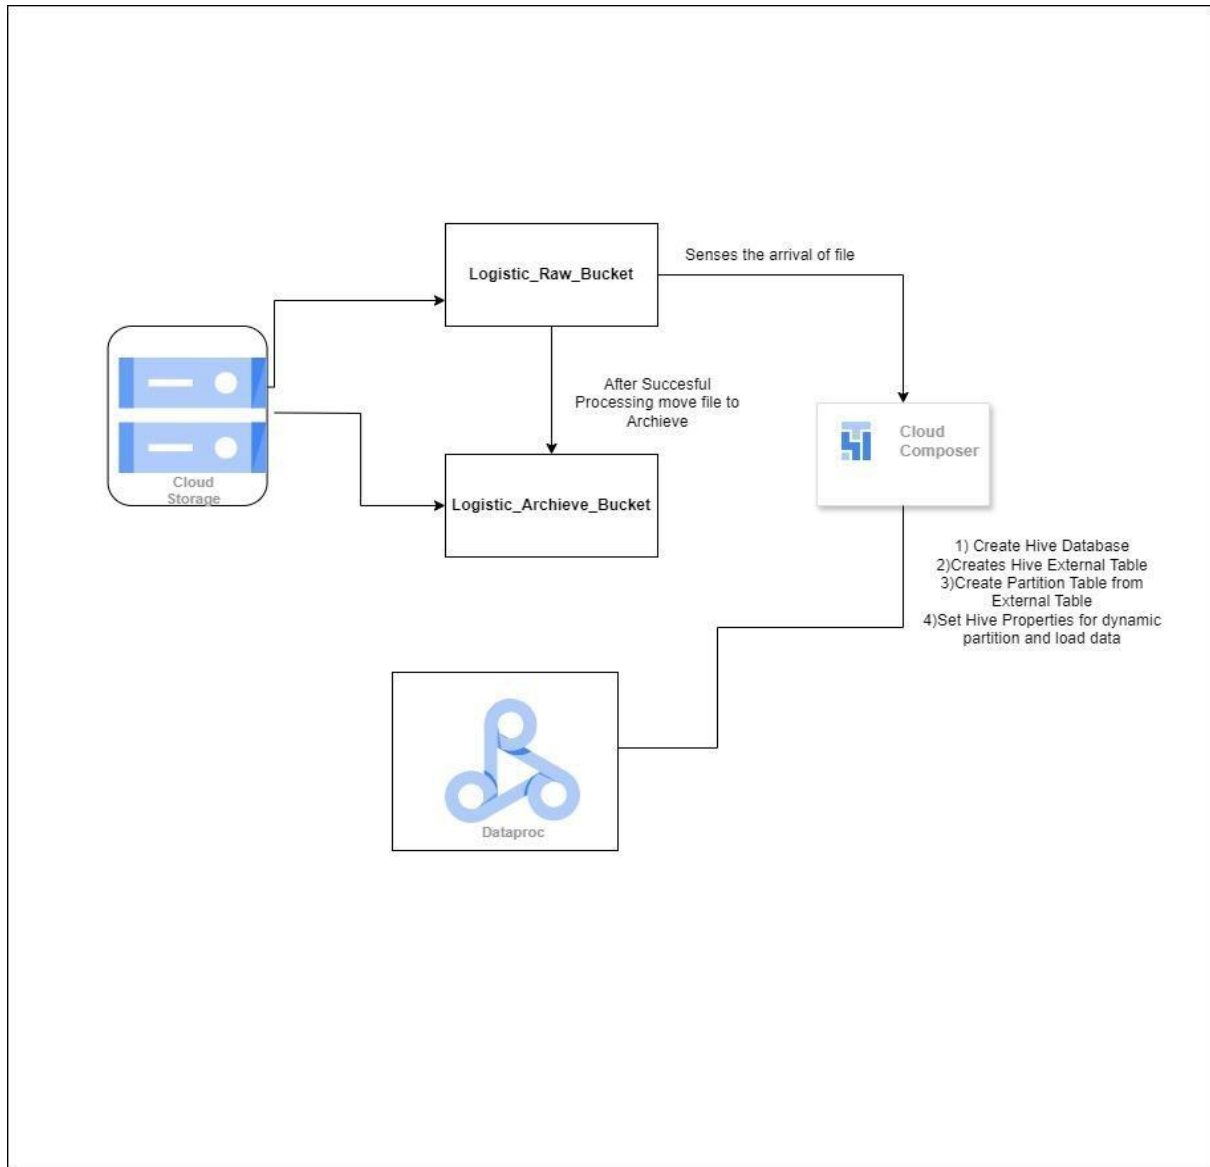 Logistic_Raw_Bucket
Senses the arrival of file
After Succesful
Processing move file to
Archieve
Cloud
Storage
Logistic_Archieve_Bucket
Cloud
Composer
1) Create Hive Database
2)Creates Hive External Table
3)Create Partition Table from
External Table
4)Set Hive Properties for dynamic
partition and load data
Dataproc